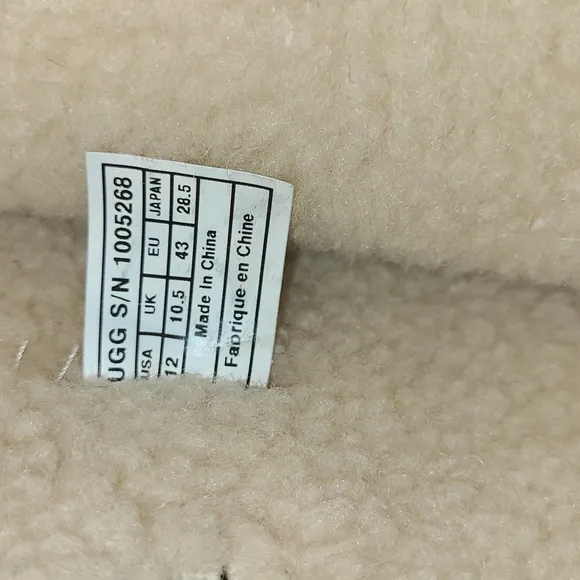 UGG S/N 1005268
USA UK EU JAPAN
12 10.5 43 28.5
Made In China
Fabrique en Chine